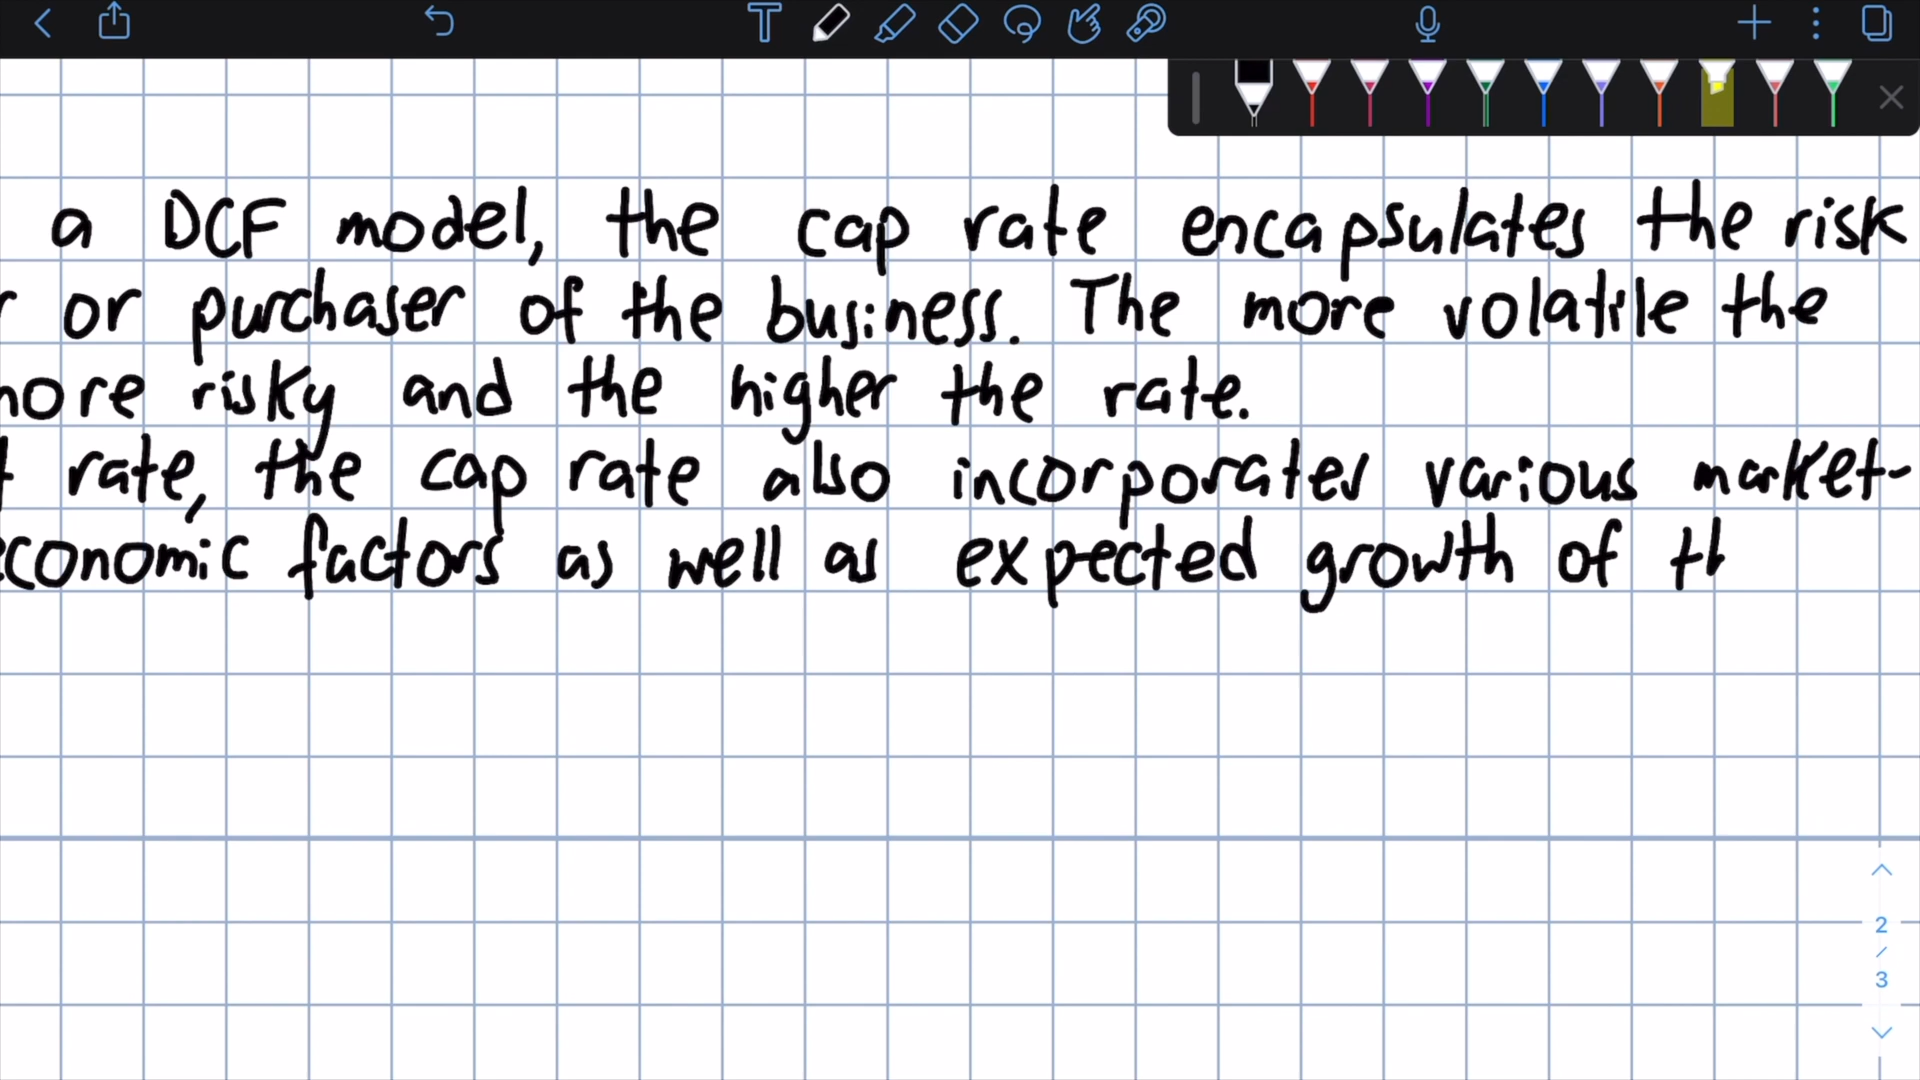 a DCF model, the cap rate encapsulates the risk
r or purchaser of the business. The more volatile the
more risky and the higher the rate.
t rate, the cap rate also incorporates various market-
economic factors as well as expected growth of th
2
/
3